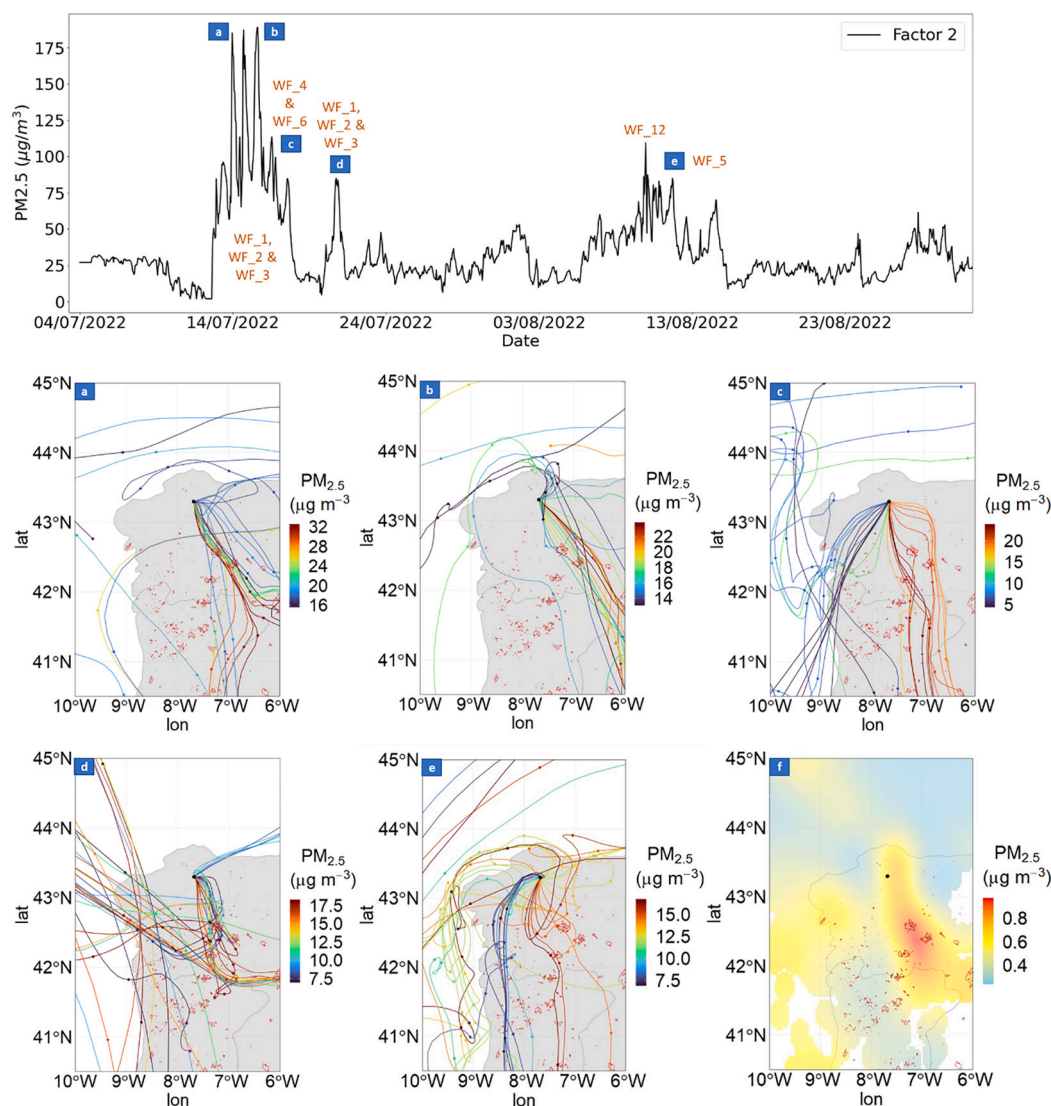 a
b
Factor 2
175
150
125
100
75
50
25
0
PM2.5 (μg/m³)
WF_4
&
WF_6
c
WF_1,
WF_2 &
WF_3
d
WF_12
e
WF_5
WF_1,
WF_2 &
WF_3
04/07/2022
14/07/2022
24/07/2022
03/08/2022
13/08/2022
23/08/2022
Date
a
45°N
44°N
43°N
42°N
41°N
lat
10°W
9°W
8°W
7°W
6°W
lon
PM2.5
(μg m−3)
32
28
24
20
16
b
45°N
44°N
43°N
42°N
41°N
lat
10°W
9°W
8°W
7°W
6°W
lon
PM2.5
(μg m−3)
22
20
18
16
14
c
45°N
44°N
43°N
42°N
41°N
lat
10°W
9°W
8°W
7°W
6°W
lon
PM2.5
(μg m−3)
20
15
10
5
d
45°N
44°N
43°N
42°N
41°N
lat
10°W
9°W
8°W
7°W
6°W
lon
PM2.5
(μg m−3)
17.5
15.0
12.5
10.0
7.5
e
45°N
44°N
43°N
42°N
41°N
lat
10°W
9°W
8°W
7°W
6°W
lon
PM2.5
(μg m−3)
15.0
12.5
10.0
7.5
f
45°N
44°N
43°N
42°N
41°N
lat
10°W
9°W
8°W
7°W
6°W
lon
PM2.5
(μg m−3)
0.8
0.6
0.4